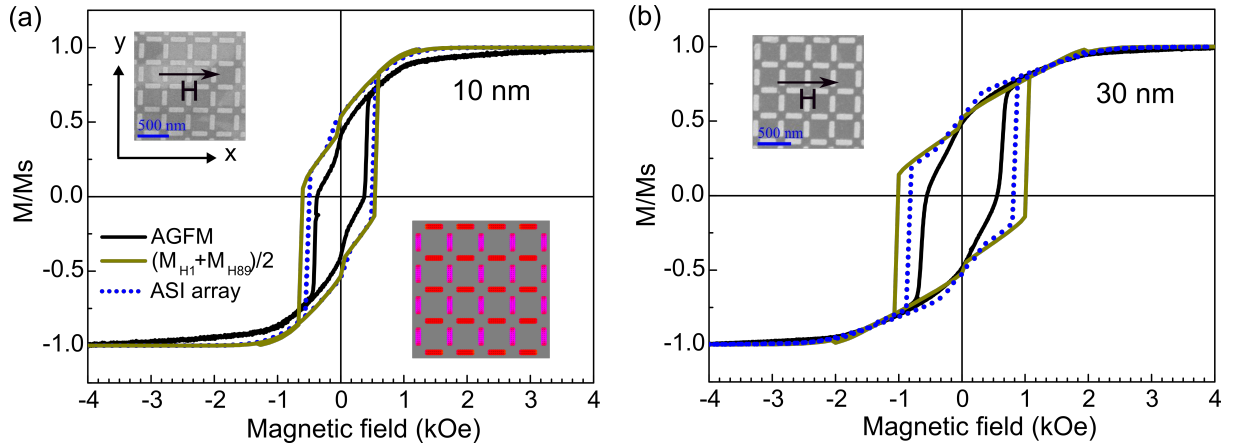 (a)
1.0
0.5
0.0
-0.5
-1.0
M/Ms
y
x
H
500 nm
10 nm
AGFM
(M_H1+M_H89)/2
ASI array
-4 -3 -2 -1 0 1 2 3 4
Magnetic field (kOe)
(b)
1.0
0.5
0.0
-0.5
-1.0
M/Ms
H
500 nm
30 nm
-4 -3 -2 -1 0 1 2 3 4
Magnetic field (kOe)